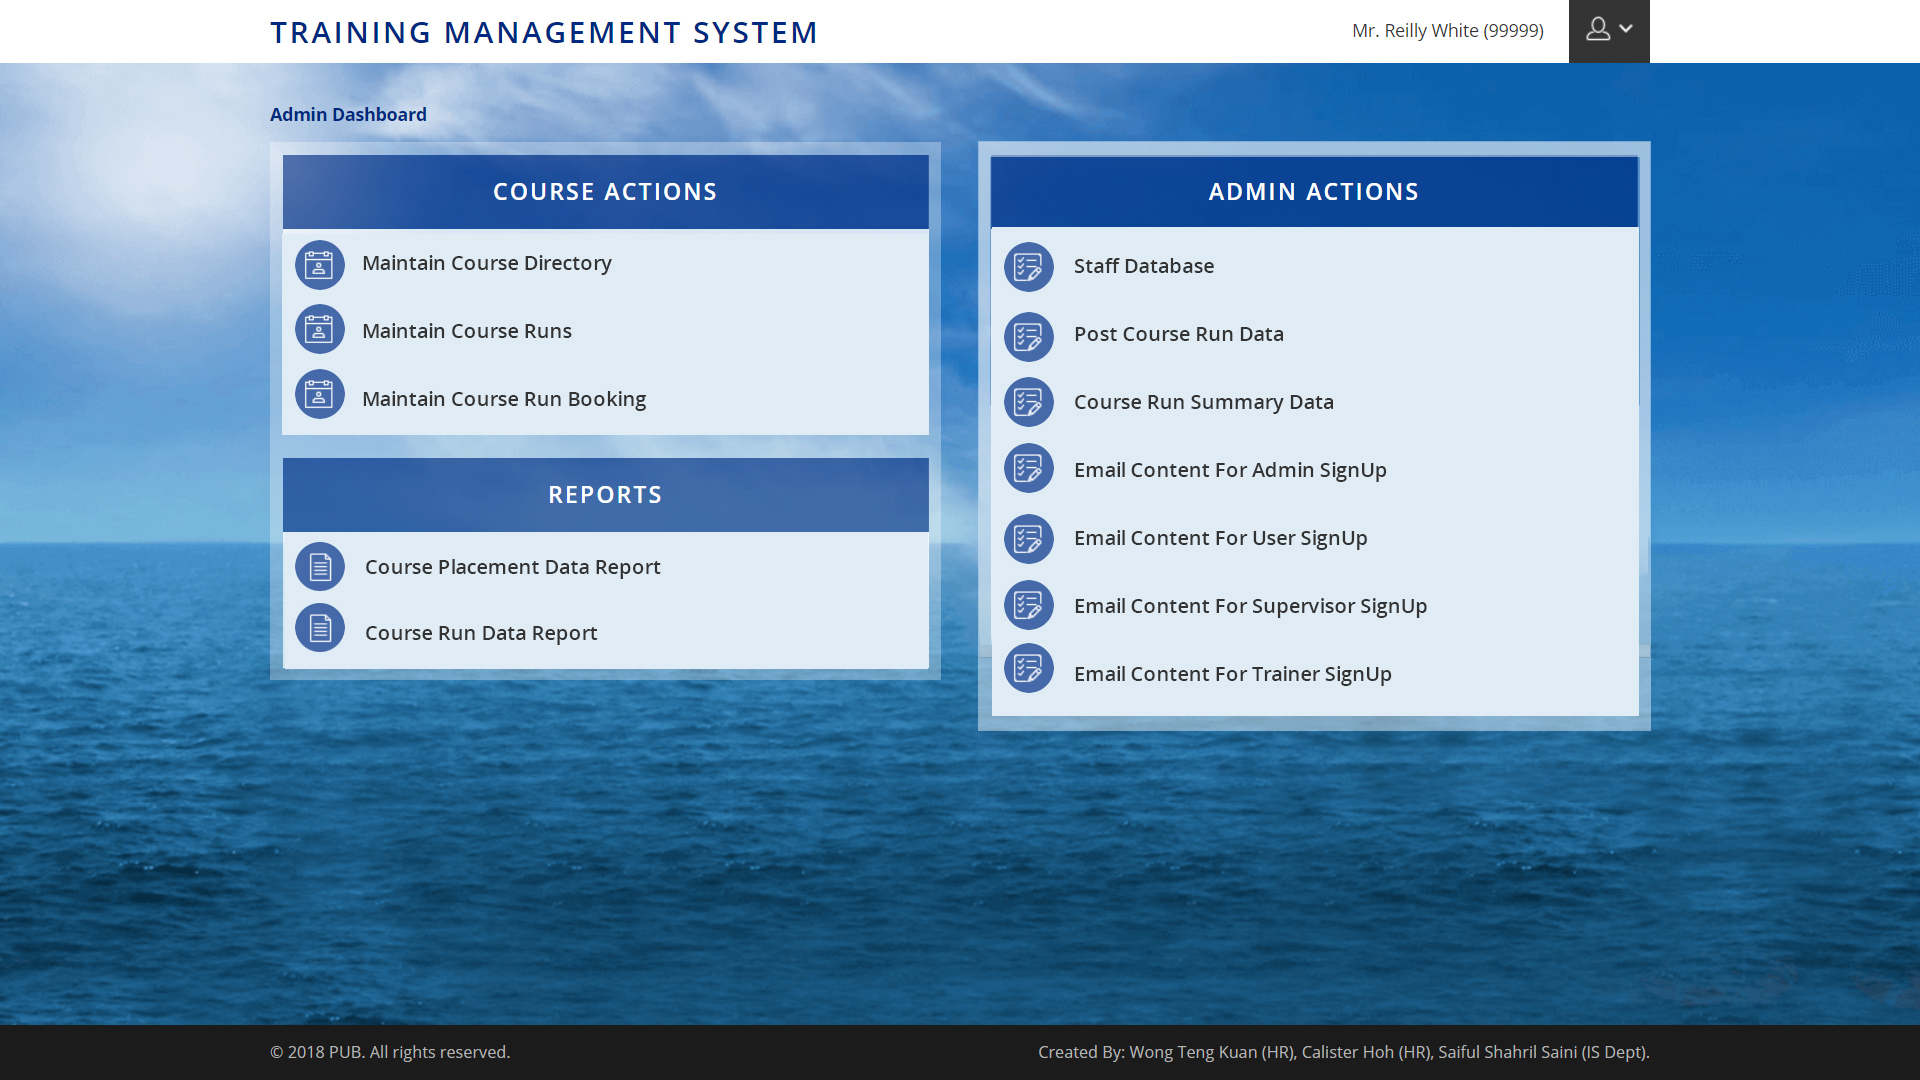 TRAINING MANAGEMENT SYSTEM
Mr. Reilly White (99999)
Admin Dashboard
COURSE ACTIONS
Maintain Course Directory
Maintain Course Runs
Maintain Course Run Booking
REPORTS
Course Placement Data Report
Course Run Data Report
ADMIN ACTIONS
Staff Database
Post Course Run Data
Course Run Summary Data
Email Content For Admin SignUp
Email Content For User SignUp
Email Content For Supervisor SignUp
Email Content For Trainer SignUp
© 2018 PUB. All rights reserved.
Created By: Wong Teng Kuan (HR), Calister Hoh (HR), Saiful Shahril Saini (IS Dept).